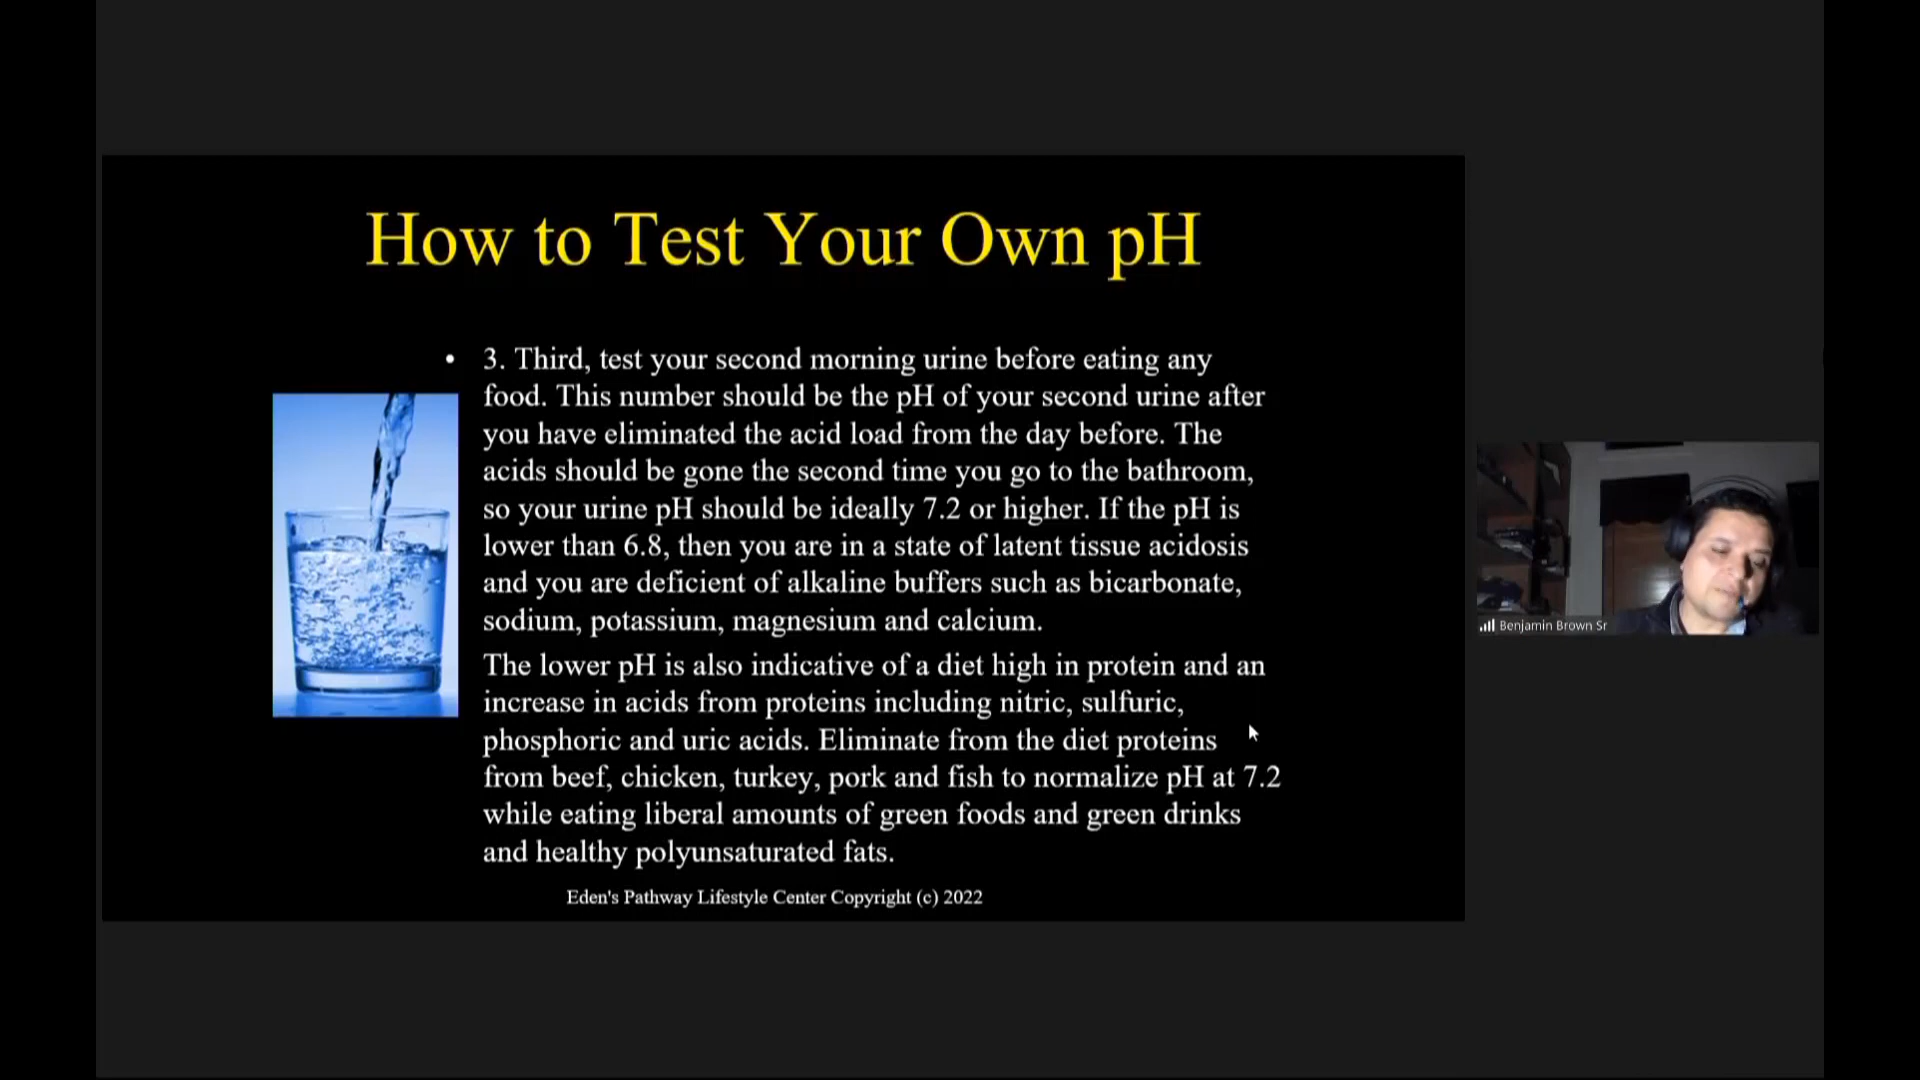 How to Test Your Own pH
• 3. Third, test your second morning urine before eating any
food. This number should be the pH of your second urine after
you have eliminated the acid load from the day before. The
acids should be gone the second time you go to the bathroom,
so your urine pH should be ideally 7.2 or higher. If the pH is
lower than 6.8, then you are in a state of latent tissue acidosis
and you are deficient of alkaline buffers such as bicarbonate,
sodium, potassium, magnesium and calcium.
The lower pH is also indicative of a diet high in protein and an
increase in acids from proteins including nitric, sulfuric,
phosphoric and uric acids. Eliminate from the diet proteins
from beef, chicken, turkey, pork and fish to normalize pH at 7.2
while eating liberal amounts of green foods and green drinks
and healthy polyunsaturated fats.
Eden's Pathway Lifestyle Center Copyright (c) 2022
Benjamin Brown Sr